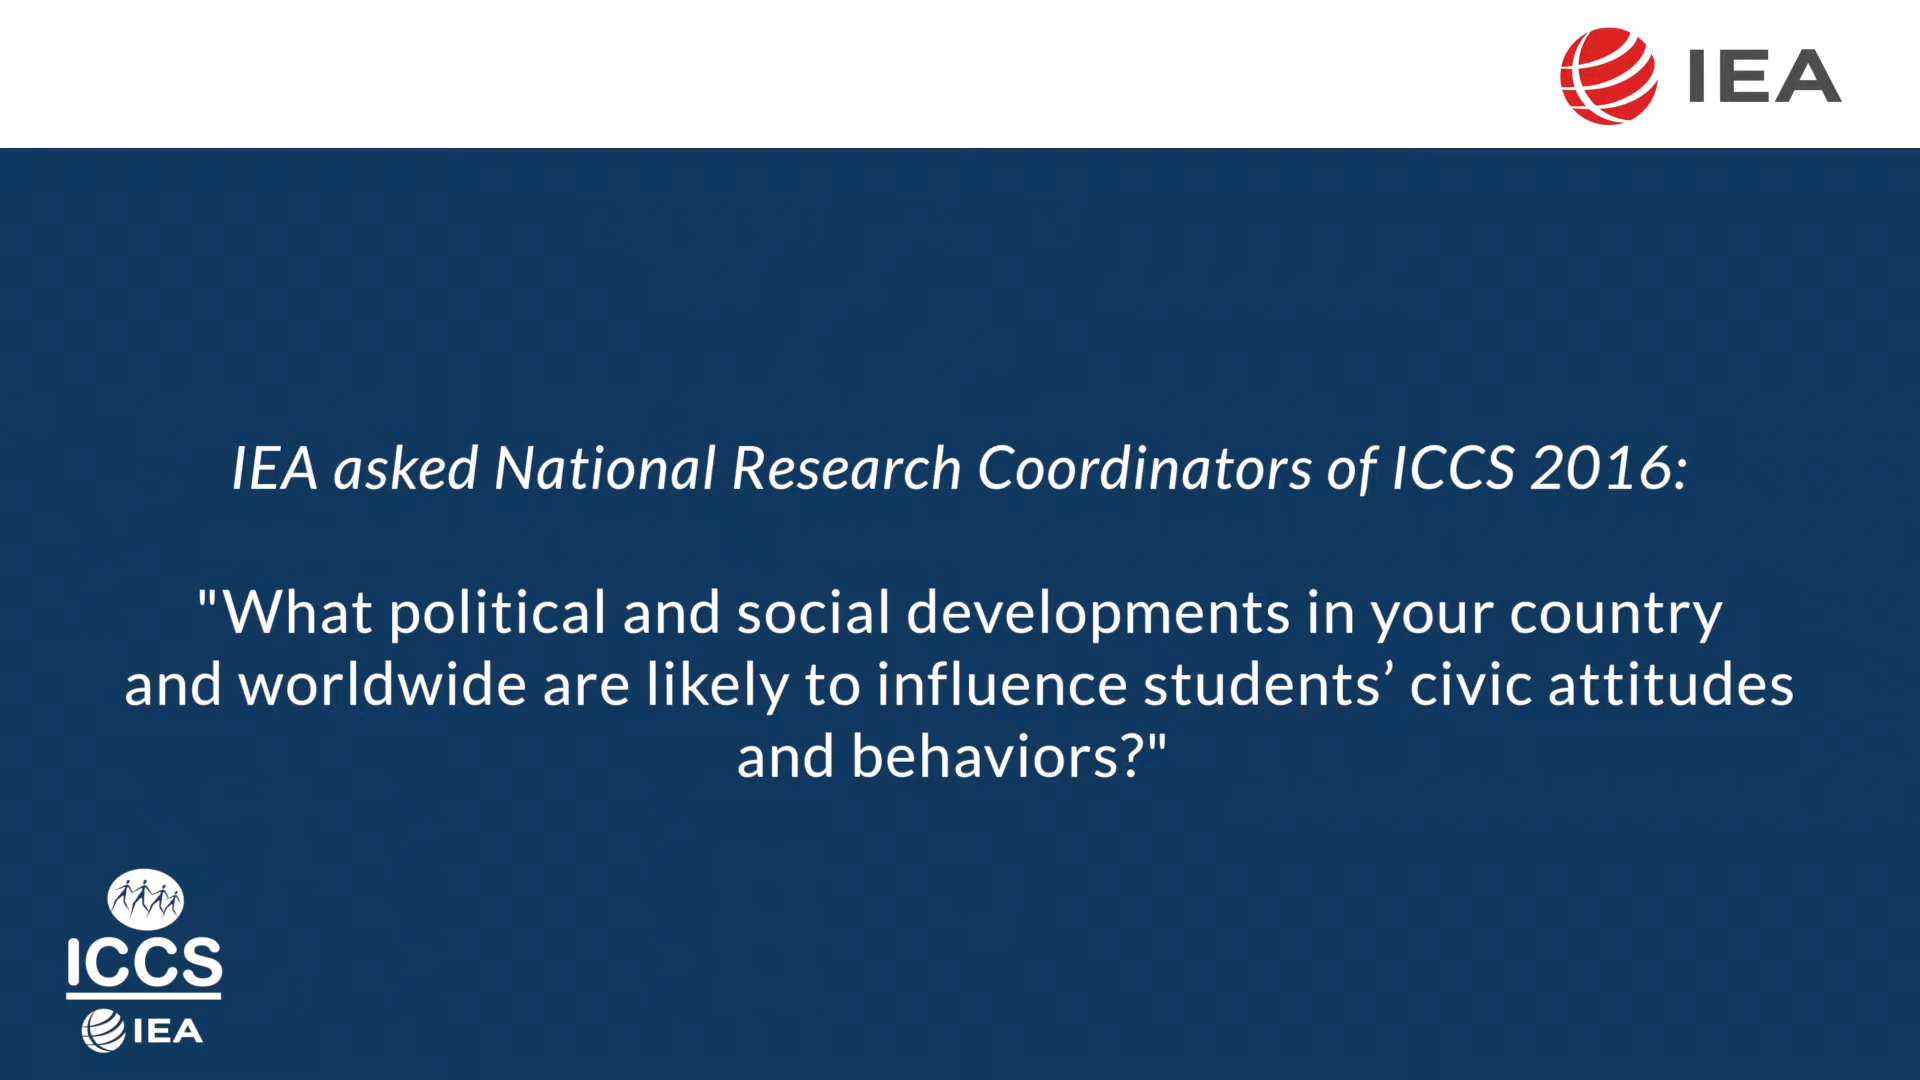 IEA
IEA asked National Research Coordinators of ICCS 2016:
"What political and social developments in your country
and worldwide are likely to influence students’ civic attitudes
and behaviors?"
ICCS
IEA